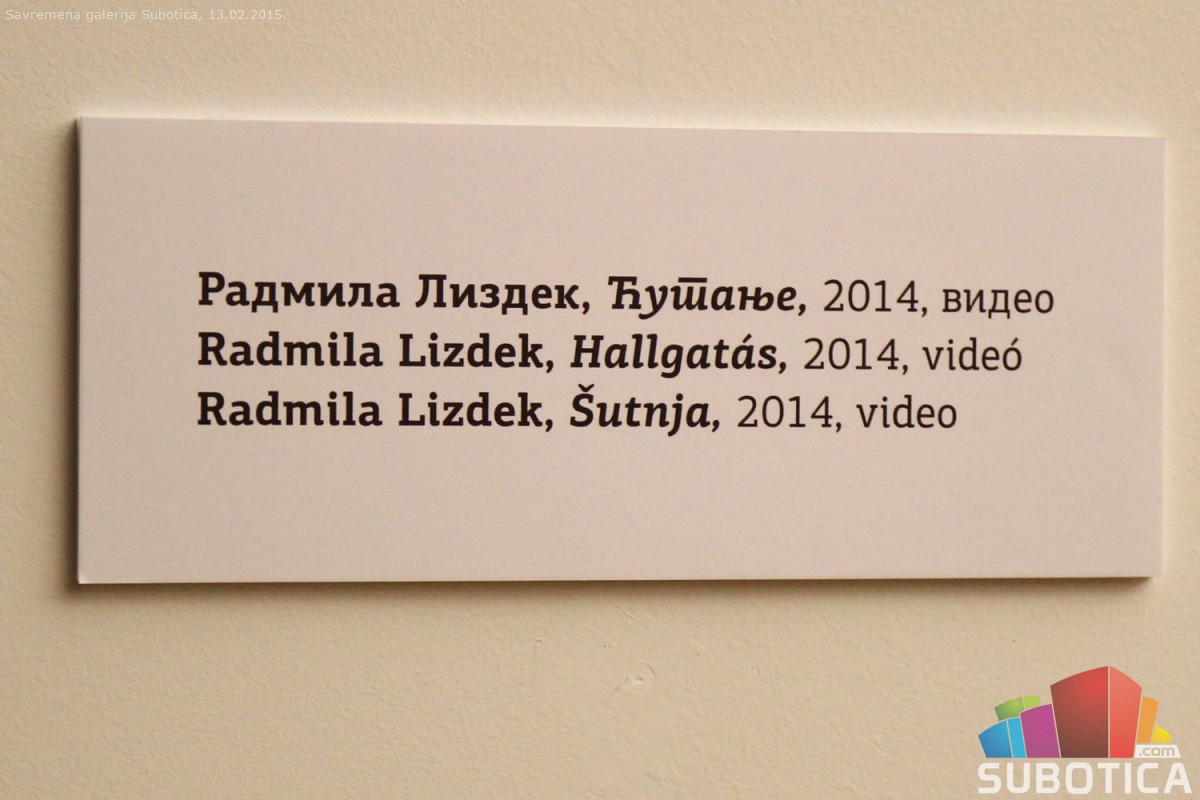 Savremena galerija Subotica, 13.02.2015.
Радмила Лиздек, Ћутање, 2014, видео
Radmila Lizdek, Hallgatás, 2014, videó
Radmila Lizdek, Šutnja, 2014, video
.com
SUBOTICA